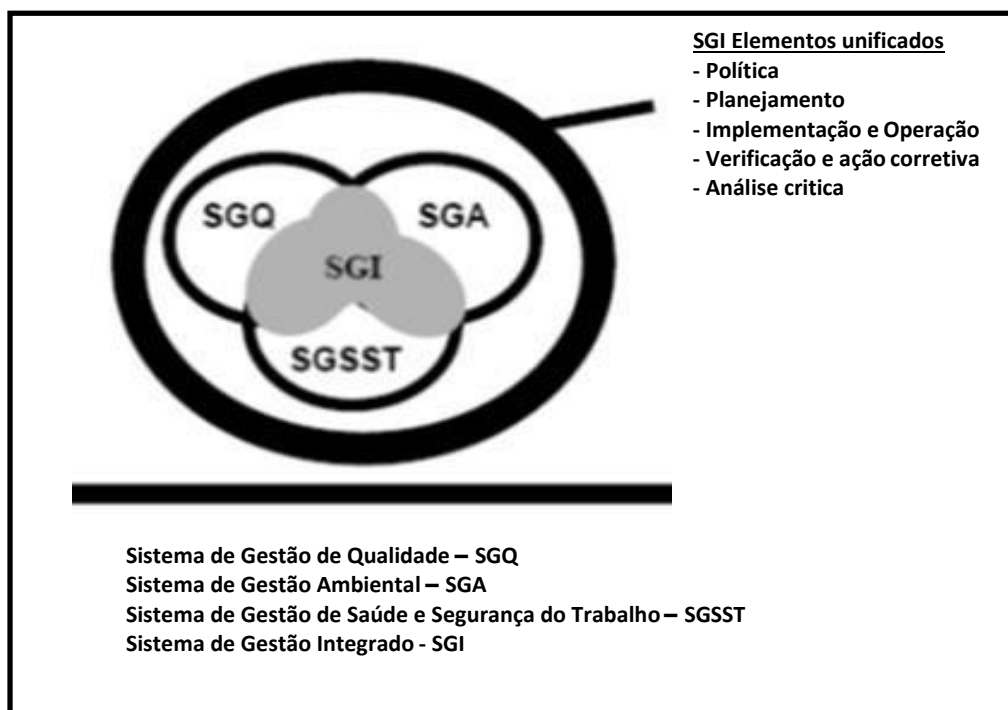 SGI Elementos unificados
- Política
- Planejamento
- Implementação e Operação
- Verificação e ação corretiva
- Análise critica
SGQ
SGA
SGI
SGSST
Sistema de Gestão de Qualidade – SGQ
Sistema de Gestão Ambiental – SGA
Sistema de Gestão de Saúde e Segurança do Trabalho – SGSST
Sistema de Gestão Integrado - SGI